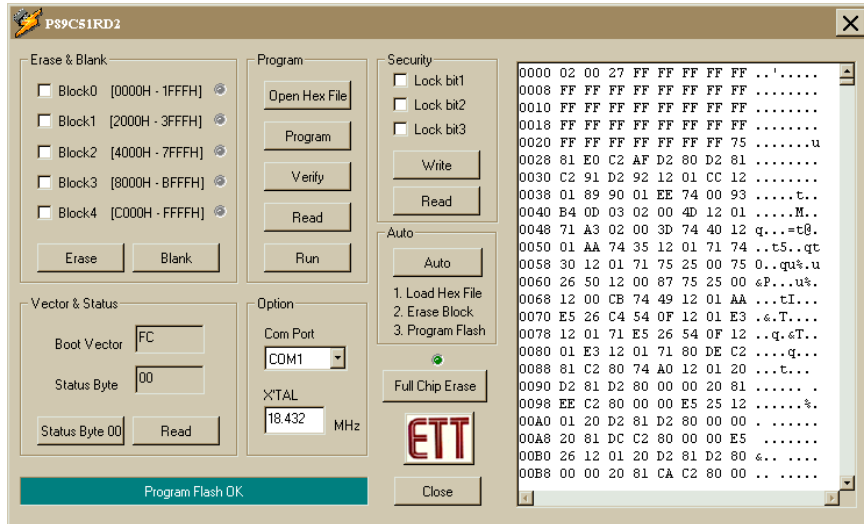 P89C51RD2
Erase & Blank
Block0 [0000H - 1FFFH]
Block1 [2000H - 3FFFH]
Block2 [4000H - 7FFFH]
Block3 [8000H - BFFFH]
Block4 [C000H - FFFFH]
Erase Blank
Vector & Status
Boot Vector FC
Status Byte 00
Status Byte 00 Read
Program Flash OK
Program
Open Hex File
Program
Verify
Read
Run
Option
Com Port
COM1
X'TAL
18.432 MHz
Security
Lock bit1
Lock bit2
Lock bit3
Write
Read
Auto
Auto
1. Load Hex File
2. Erase Block
3. Program Flash
Full Chip Erase
ETT
Close
0000 02 00 27 FF FF FF FF FF ..'.....
0008 FF FF FF FF FF FF FF FF ........
0010 FF FF FF FF FF FF FF FF ........
0018 FF FF FF FF FF FF FF FF ........
0020 FF FF FF FF FF FF FF 75 .......u
0028 81 E0 C2 AF D2 80 D2 81 ........
0030 C2 91 D2 92 12 01 CC 12 ........
0038 01 89 90 01 EE 74 00 93 .....t..
0040 B4 0D 03 02 00 4D 12 01 .....M..
0048 71 A3 02 00 3D 74 40 12 q...=t@.
0050 01 AA 74 35 12 01 71 74 ..t5..qt
0058 30 12 01 71 75 25 00 75 0..qu%.u
0060 26 50 12 00 87 75 25 00 &P...u%.
0068 12 00 CB 74 49 12 01 AA ...tI...
0070 E5 26 C4 54 0F 12 01 E3 .&.T....
0078 12 01 71 E5 26 54 0F 12 ..q.&T..
0080 01 E3 12 01 71 80 DE C2 ....q...
0088 81 C2 80 74 A0 12 01 20 ...t... 
0090 D2 81 D2 80 00 00 20 81 ...... .
0098 EE C2 80 00 00 E5 25 12 ......%.
00A0 01 20 D2 81 D2 80 00 00 . ......
00A8 20 81 DC C2 80 00 00 E5  .......
00B0 26 12 01 20 D2 81 D2 80 &.. ....
00B8 00 00 20 81 CA C2 80 00 .. .....